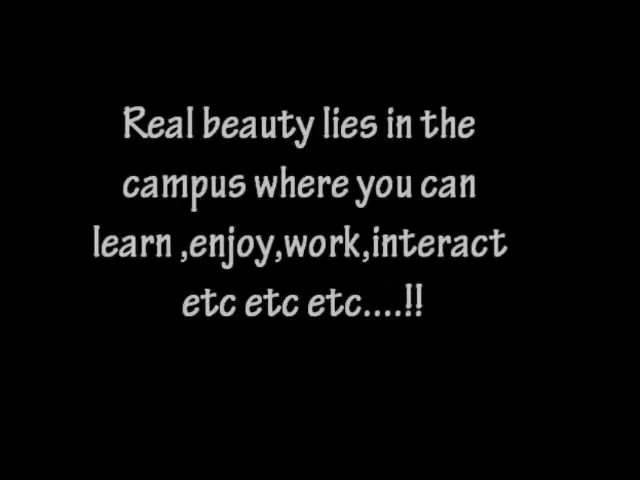 Real beauty lies in the
campus where you can
learn ,enjoy,work,interact
etc etc etc....!!